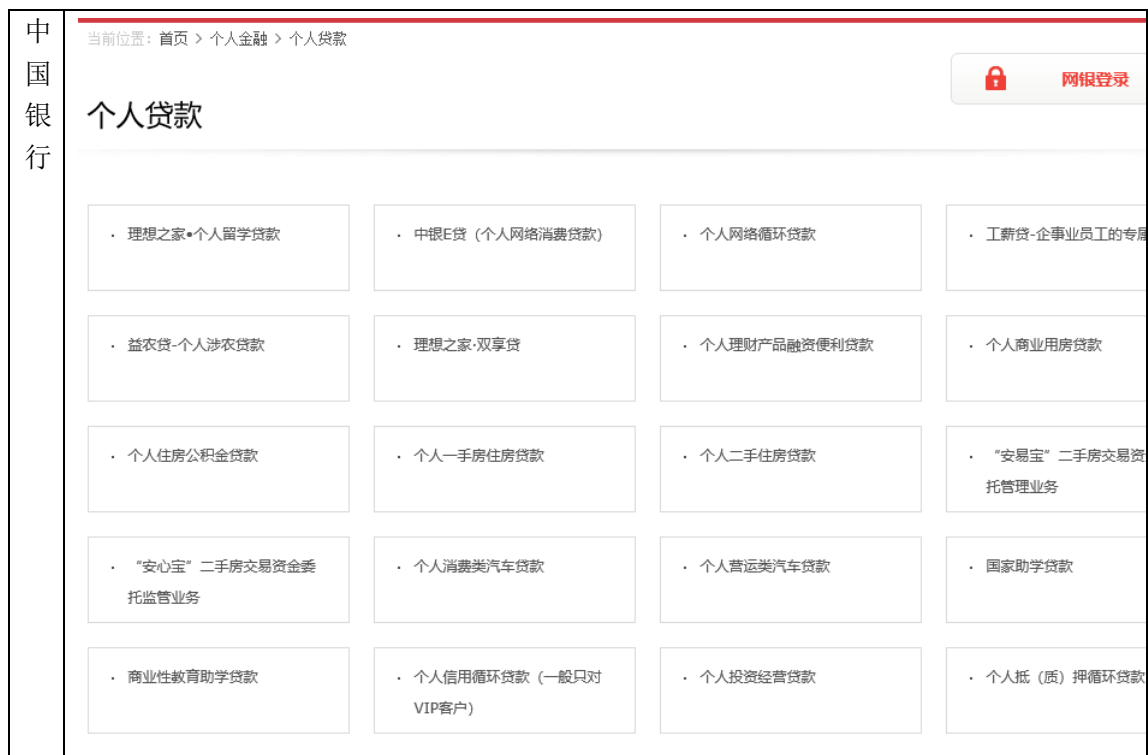 中
国
银
行
当前位置：首页 > 个人金融 > 个人贷款
网银登录
个人贷款
· 理想之家•个人留学贷款
· 中银E贷（个人网络消费贷款）
· 个人网络循环贷款
· 工薪贷-企事业员工的专属
· 益农贷-个人涉农贷款
· 理想之家·双享贷
· 个人理财产品融资便利贷款
· 个人商业用房贷款
· 个人住房公积金贷款
· 个人一手房住房贷款
· 个人二手住房贷款
· “安易宝”二手房交易资
托管理业务
· “安心宝”二手房交易资金委
托监管业务
· 个人消费类汽车贷款
· 个人营运类汽车贷款
· 国家助学贷款
· 商业性教育助学贷款
· 个人信用循环贷款（一般只对
VIP客户）
· 个人投资经营贷款
· 个人抵（质）押循环贷款